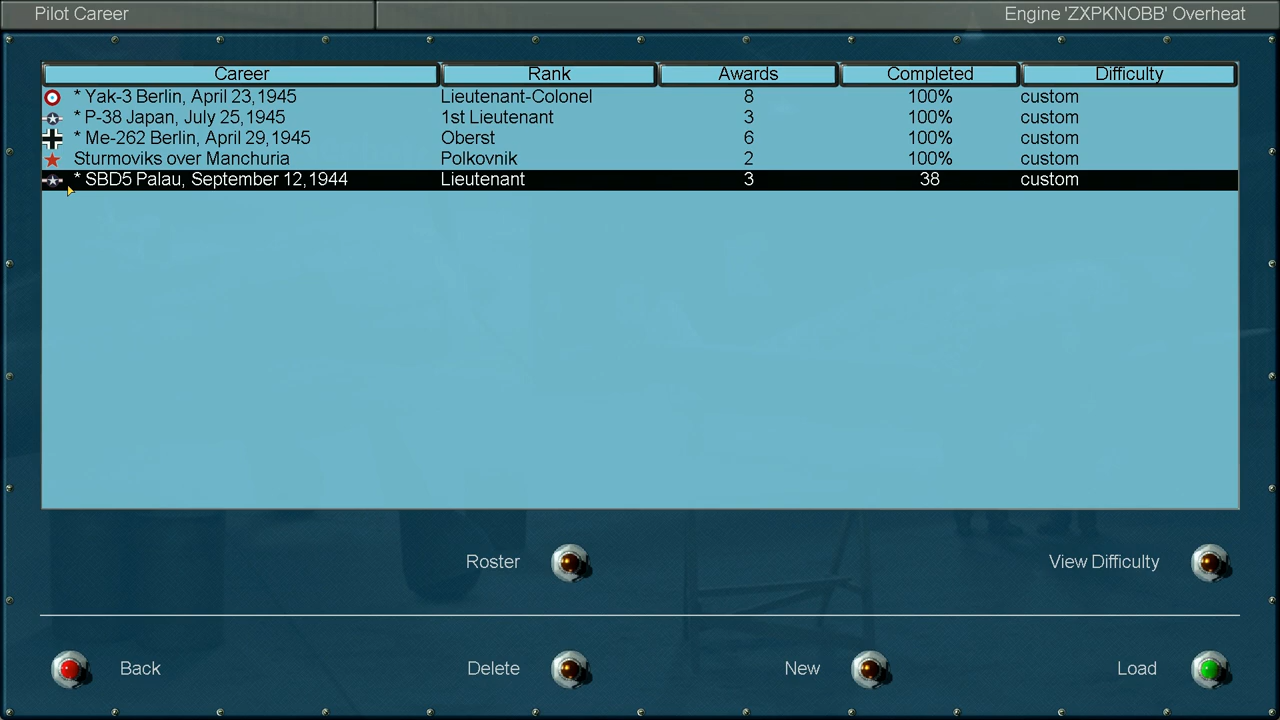 Pilot Career
Engine 'ZXPKNOBB' Overheat
Career Rank Awards Completed Difficulty
* Yak-3 Berlin, April 23,1945 Lieutenant-Colonel 8 100% custom
* P-38 Japan, July 25,1945 1st Lieutenant 3 100% custom
* Me-262 Berlin, April 29,1945 Oberst 6 100% custom
Sturmoviks over Manchuria Polkovnik 2 100% custom
* SBD5 Palau, September 12,1944 Lieutenant 3 38 custom
Roster
View Difficulty
Back
Delete
New
Load